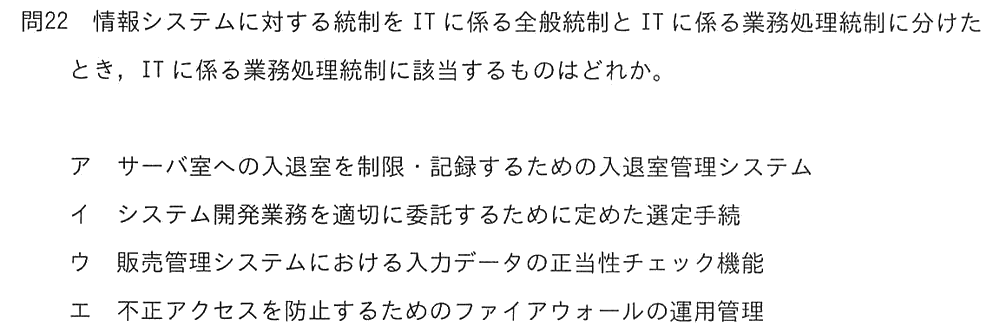 問22　情報システムに対する統制を IT に係る全般統制と IT に係る業務処理統制に分けた
とき，IT に係る業務処理統制に該当するものはどれか。
ア　サーバ室への入退室を制限・記録するための入退室管理システム
イ　システム開発業務を適切に委託するために定めた選定手続
ウ　販売管理システムにおける入力データの正当性チェック機能
エ　不正アクセスを防止するためのファイアウォールの運用管理